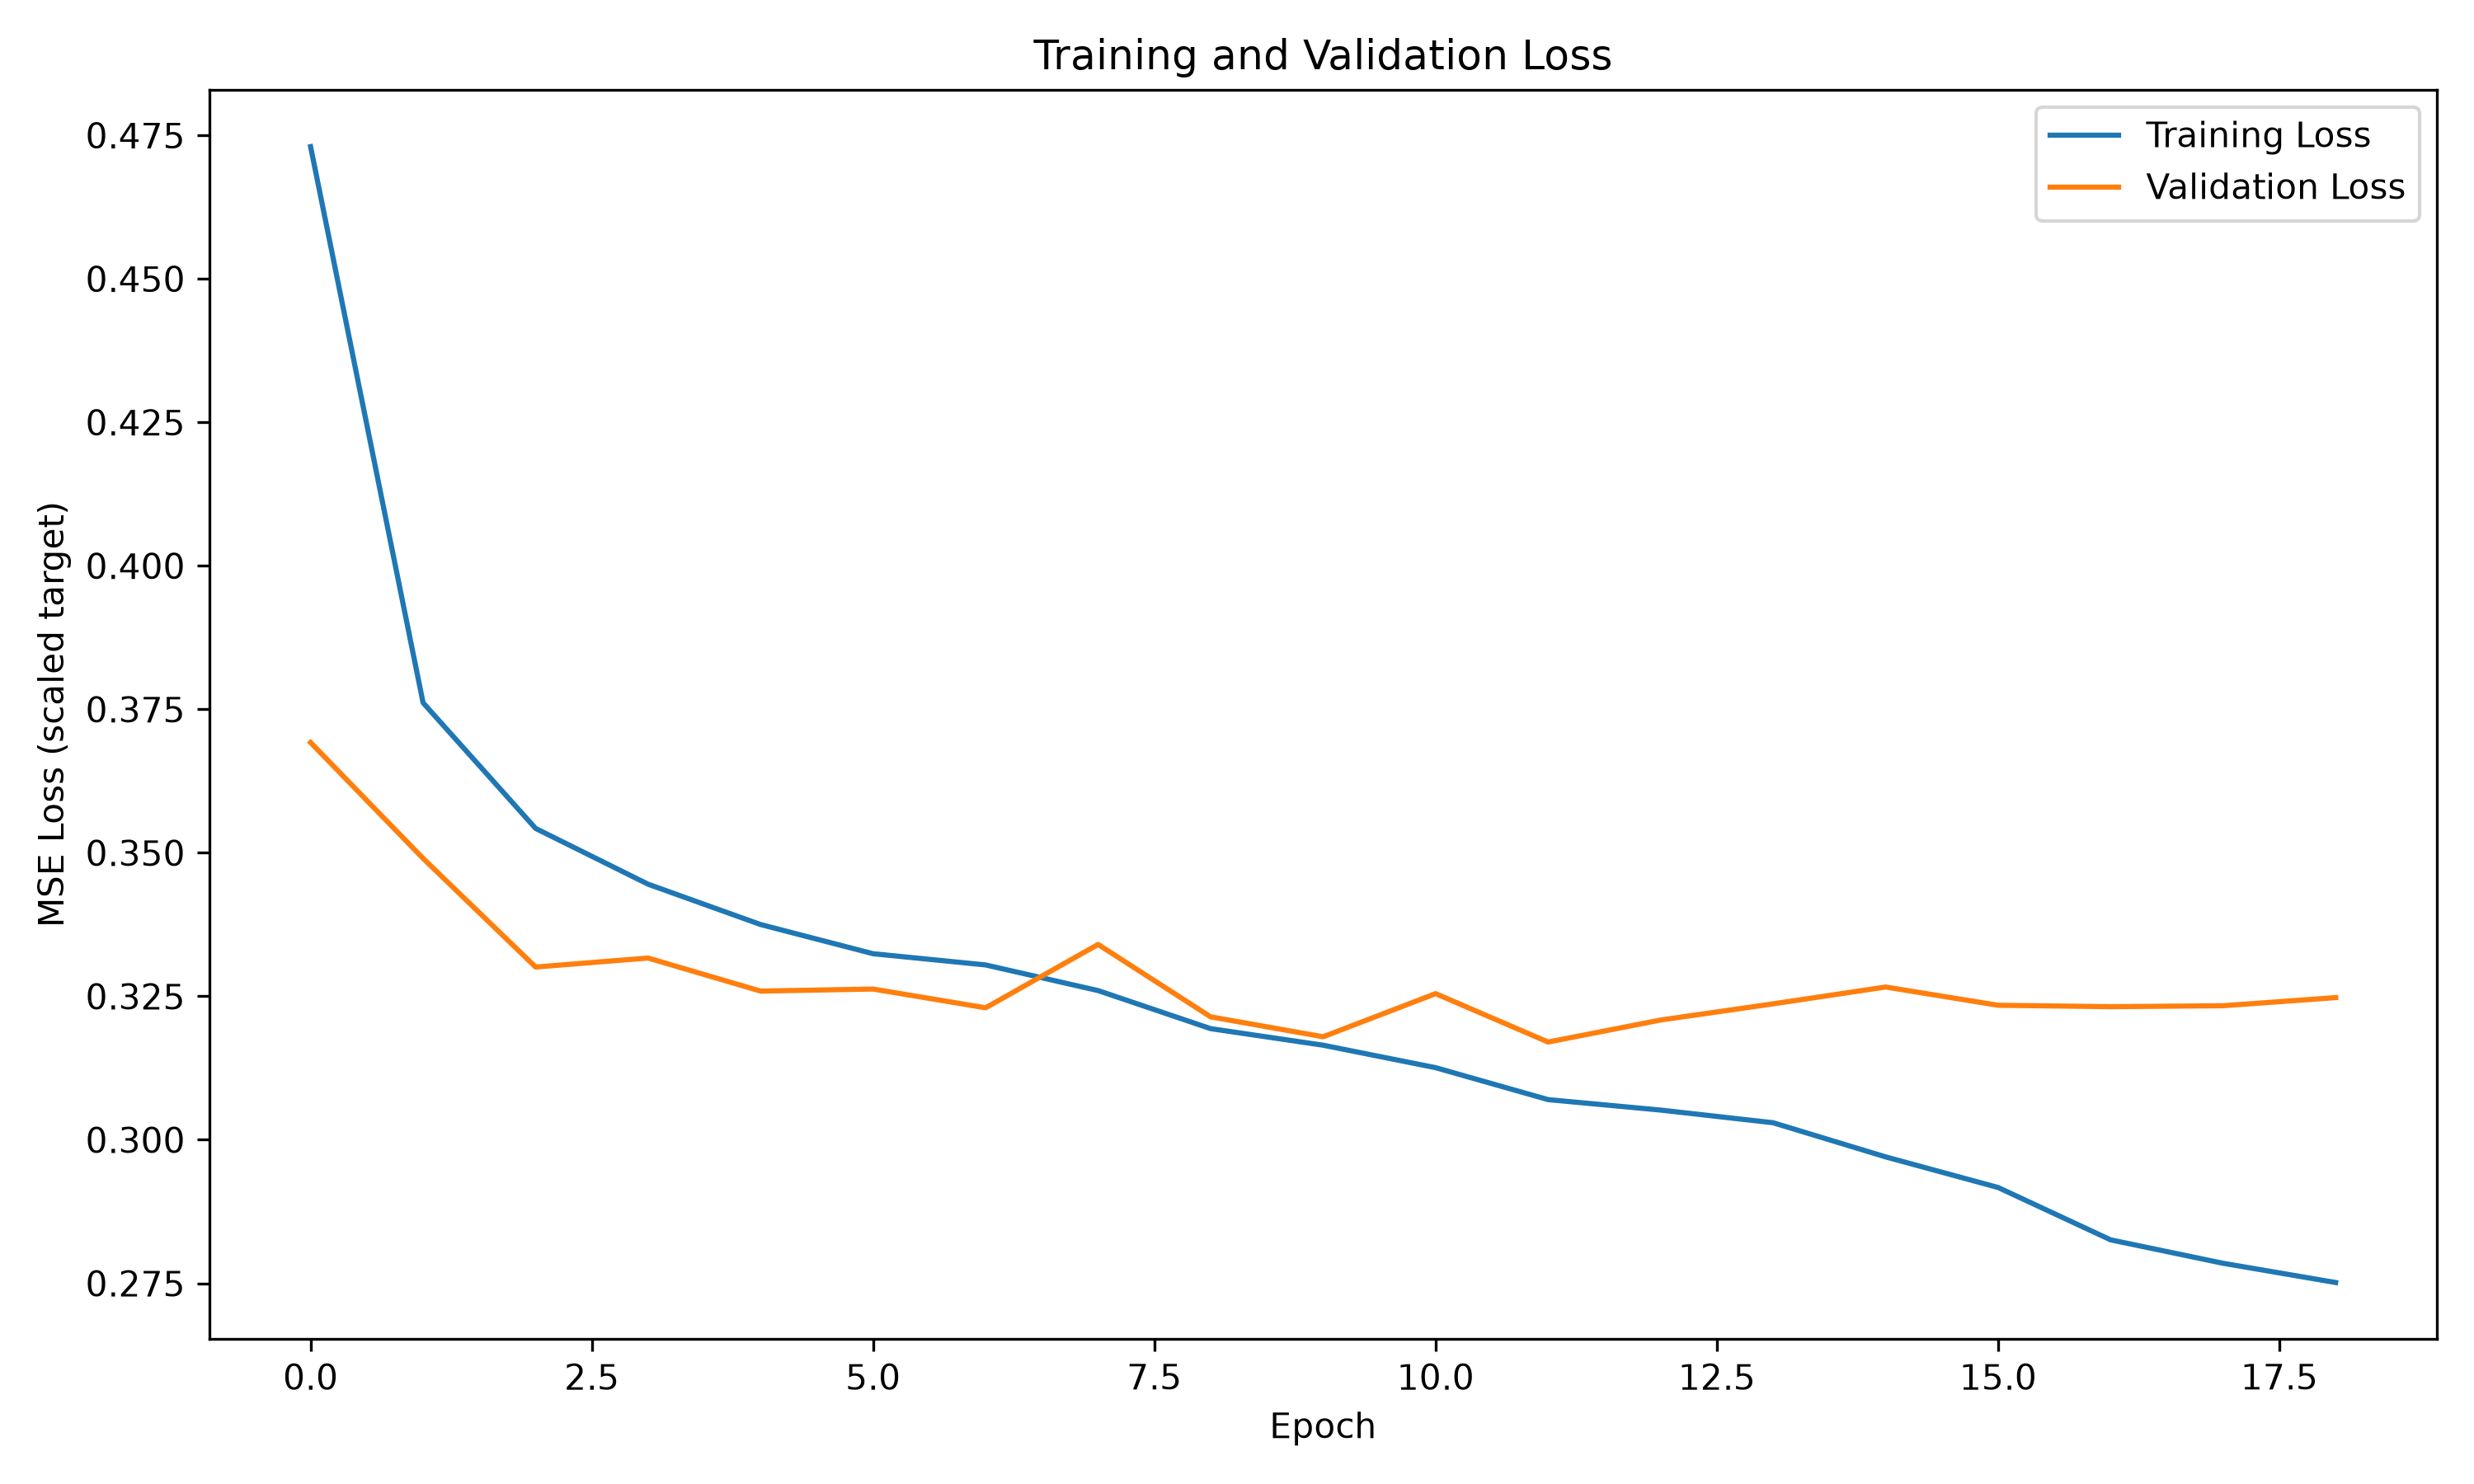 Training and Validation Loss
Training Loss
Validation Loss
MSE Loss (scaled target)
0.475
0.450
0.425
0.400
0.375
0.350
0.325
0.300
0.275
0.0 2.5 5.0 7.5 10.0 12.5 15.0 17.5
Epoch